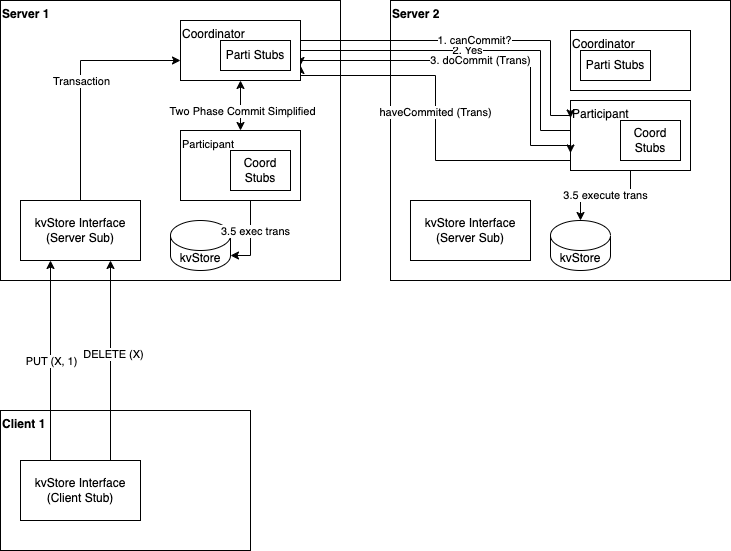 Server 1
Coordinator
Parti Stubs
Transaction
Two Phase Commit Simplified
Participant
Coord
Stubs
kvStore Interface
(Server Sub)
3.5 exec trans
kvStore
1. canCommit?
2. Yes
3. doCommit (Trans)
haveCommited (Trans)
Server 2
Coordinator
Parti Stubs
Participant
Coord
Stubs
3.5 execute trans
kvStore Interface
(Server Sub)
kvStore
PUT (X, 1)
DELETE (X)
Client 1
kvStore Interface
(Client Stub)